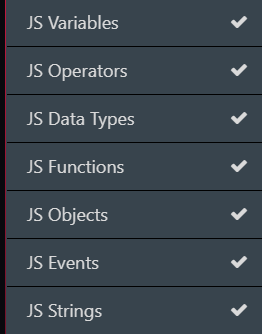 JS Variables
JS Operators
JS Data Types
JS Functions
JS Objects
JS Events
JS Strings